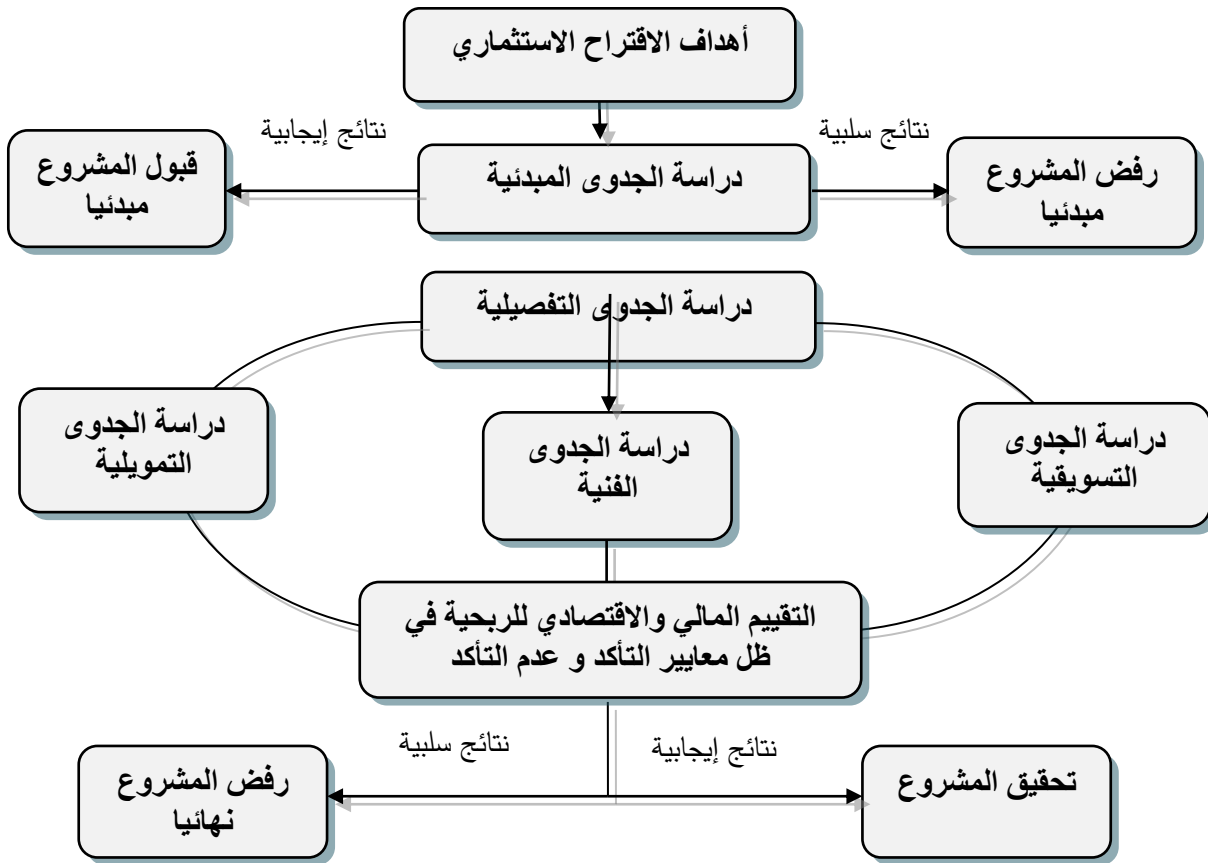 أهداف الاقتراح الاستثماري
نتائج سلبية
نتائج إيجابية
رفض المشروع
مبدئيا
دراسة الجدوى المبدئية
قبول المشروع
مبدئيا
دراسة الجدوى التفصيلية
دراسة الجدوى
التسويقية
دراسة الجدوى
الفنية
دراسة الجدوى
التمويلية
التقييم المالي والاقتصادي للربحية في
ظل معايير التأكد و عدم التأكد
نتائج إيجابية
نتائج سلبية
تحقيق المشروع
رفض المشروع
نهائيا